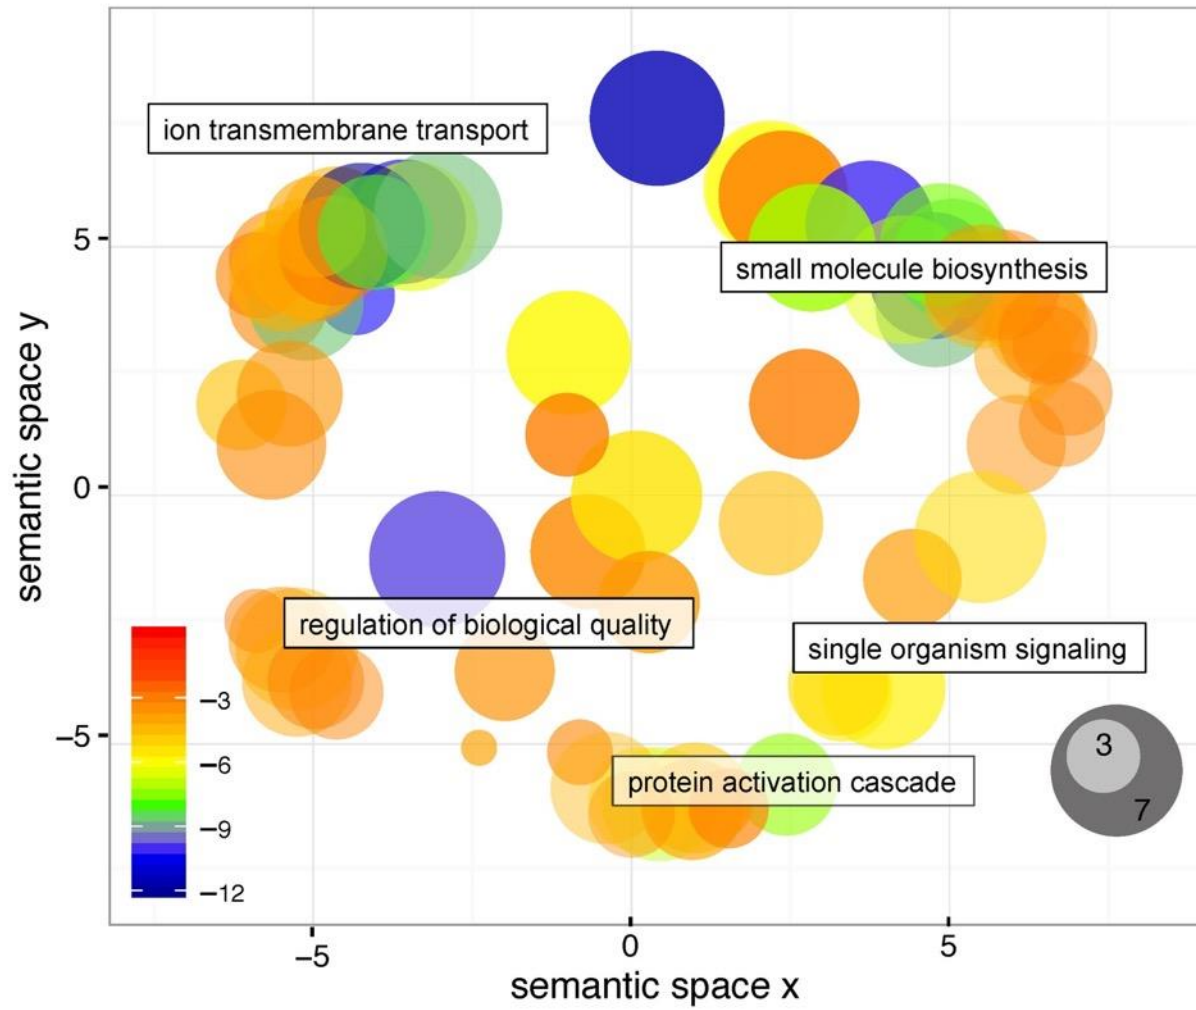 ion transmembrane transport
small molecule biosynthesis
regulation of biological quality
single organism signaling
protein activation cascade
semantic space y
5
0
−5
−3
−6
−9
−12
3
7
−5
0
5
semantic space x